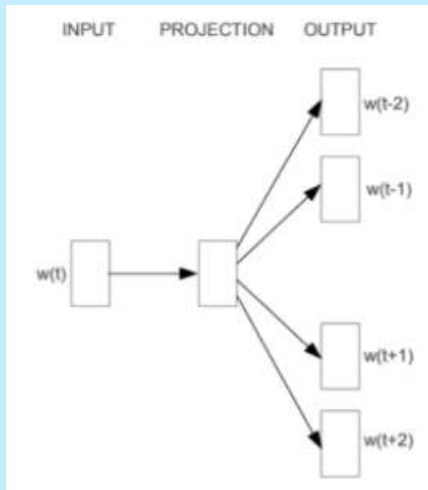 INPUT PROJECTION OUTPUT
w(t-2)
w(t-1)
w(t)
w(t+1)
w(t+2)